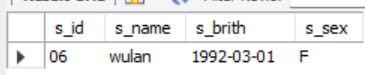 s_id s_name s_brith s_sex
06 wulan 1992-03-01 F